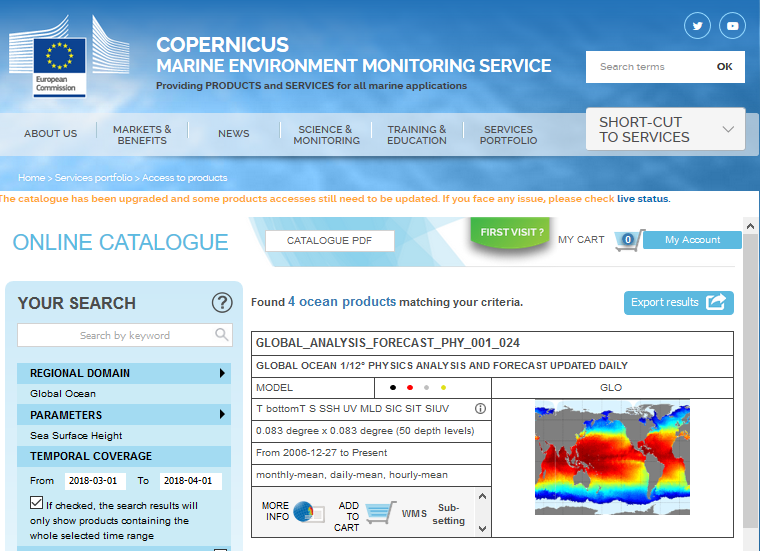 COPERNICUS
MARINE ENVIRONMENT MONITORING SERVICE
Providing PRODUCTS and SERVICES for all marine applications
European
Commission
Search terms OK
SHORT-CUT
TO SERVICES
ABOUT US
MARKETS &
BENEFITS
NEWS
SCIENCE &
MONITORING
TRAINING &
EDUCATION
SERVICES
PORTFOLIO
Home > Services portfolio > Access to products
The catalogue has been upgraded and some products accesses still need to be updated. If you face any issue, please check live status.
ONLINE CATALOGUE
CATALOGUE PDF
FIRST VISIT ?
MY CART 0 My Account
YOUR SEARCH ?
Search by keyword
REGIONAL DOMAIN
Global Ocean
PARAMETERS
Sea Surface Height
TEMPORAL COVERAGE
From 2018-03-01 To 2018-04-01
If checked, the search results will
only show products containing the
whole selected time range
Found 4 ocean products matching your criteria.
Export results
GLOBAL_ANALYSIS_FORECAST_PHY_001_024
GLOBAL OCEAN 1/12° PHYSICS ANALYSIS AND FORECAST UPDATED DAILY
MODEL GLO
T bottomT S SSH UV MLD SIC SIT SIUV
0.083 degree x 0.083 degree (50 depth levels)
From 2006-12-27 to Present
monthly-mean, daily-mean, hourly-mean
MORE
INFO
ADD
TO
CART
WMS
Sub-
setting